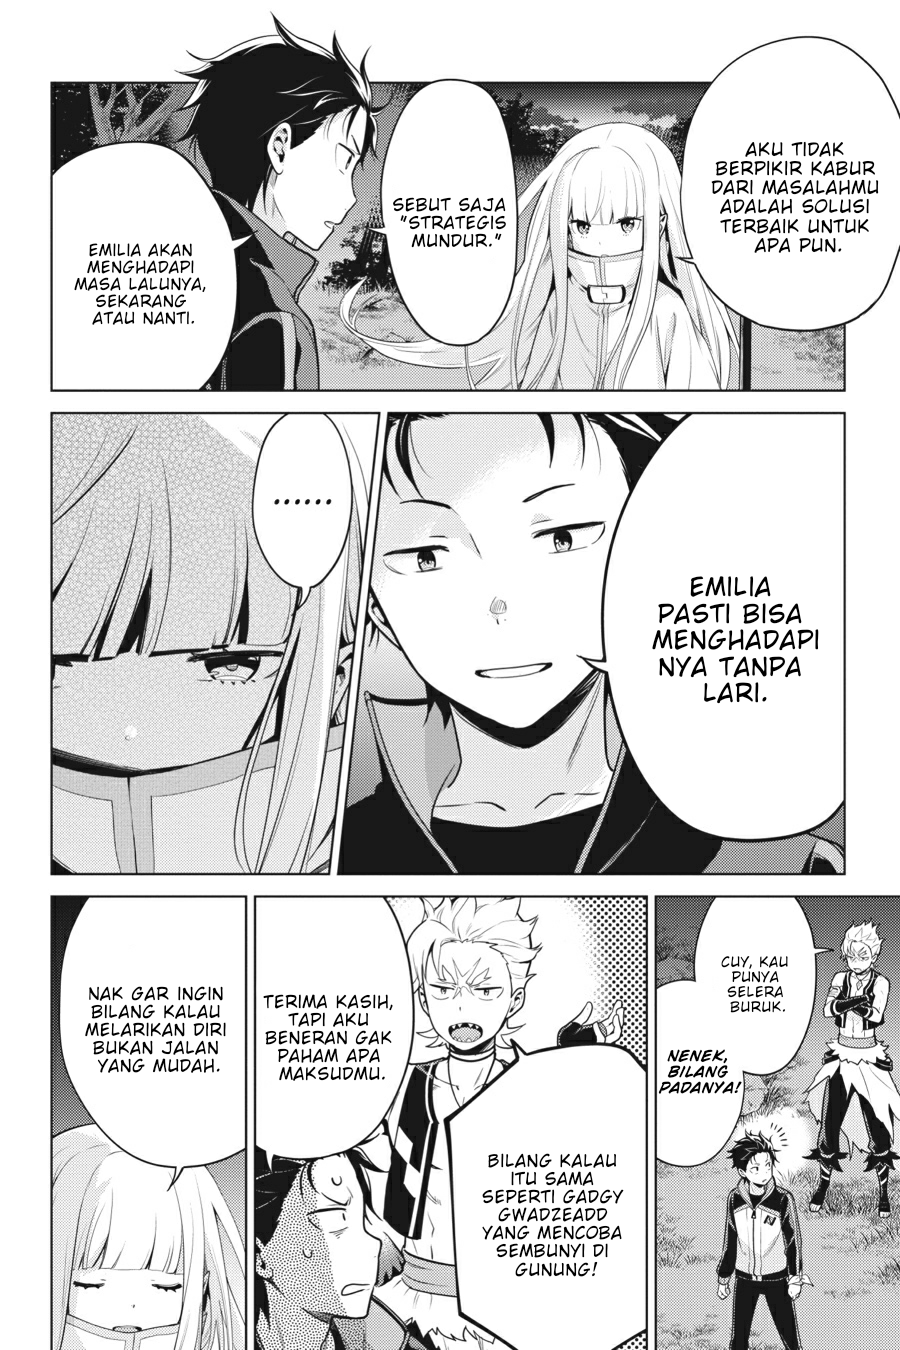 AKU TIDAK
BERPIKIR KABUR
DARI MASALAHMU
ADALAH SOLUSI
TERBAIK UNTUK
APA PUN.
SEBUT SAJA
"STRATEGIS
MUNDUR."
EMILIA AKAN
MENGHADAPI
MASA LALUNYA,
SEKARANG
ATAU NANTI.
EMILIA
PASTI BISA
MENGHADAPI
NYA TANPA
LARI.
......
CUY, KAU
PUNYA
SELERA
BURUK.
NENEK,
BILANG
PADANYA!
BILANG KALAU
ITU SAMA
SEPERTI GADGY
GWADZEADD
YANG MENCOBA
SEMBUNYI DI
GUNUNG!
TERIMA KASIH,
TAPI AKU
BENERAN GAK
PAHAM APA
MAKSUDMU.
NAK GAR INGIN
BILANG KALAU
MELARIKAN DIRI
BUKAN JALAN
YANG MUDAH.